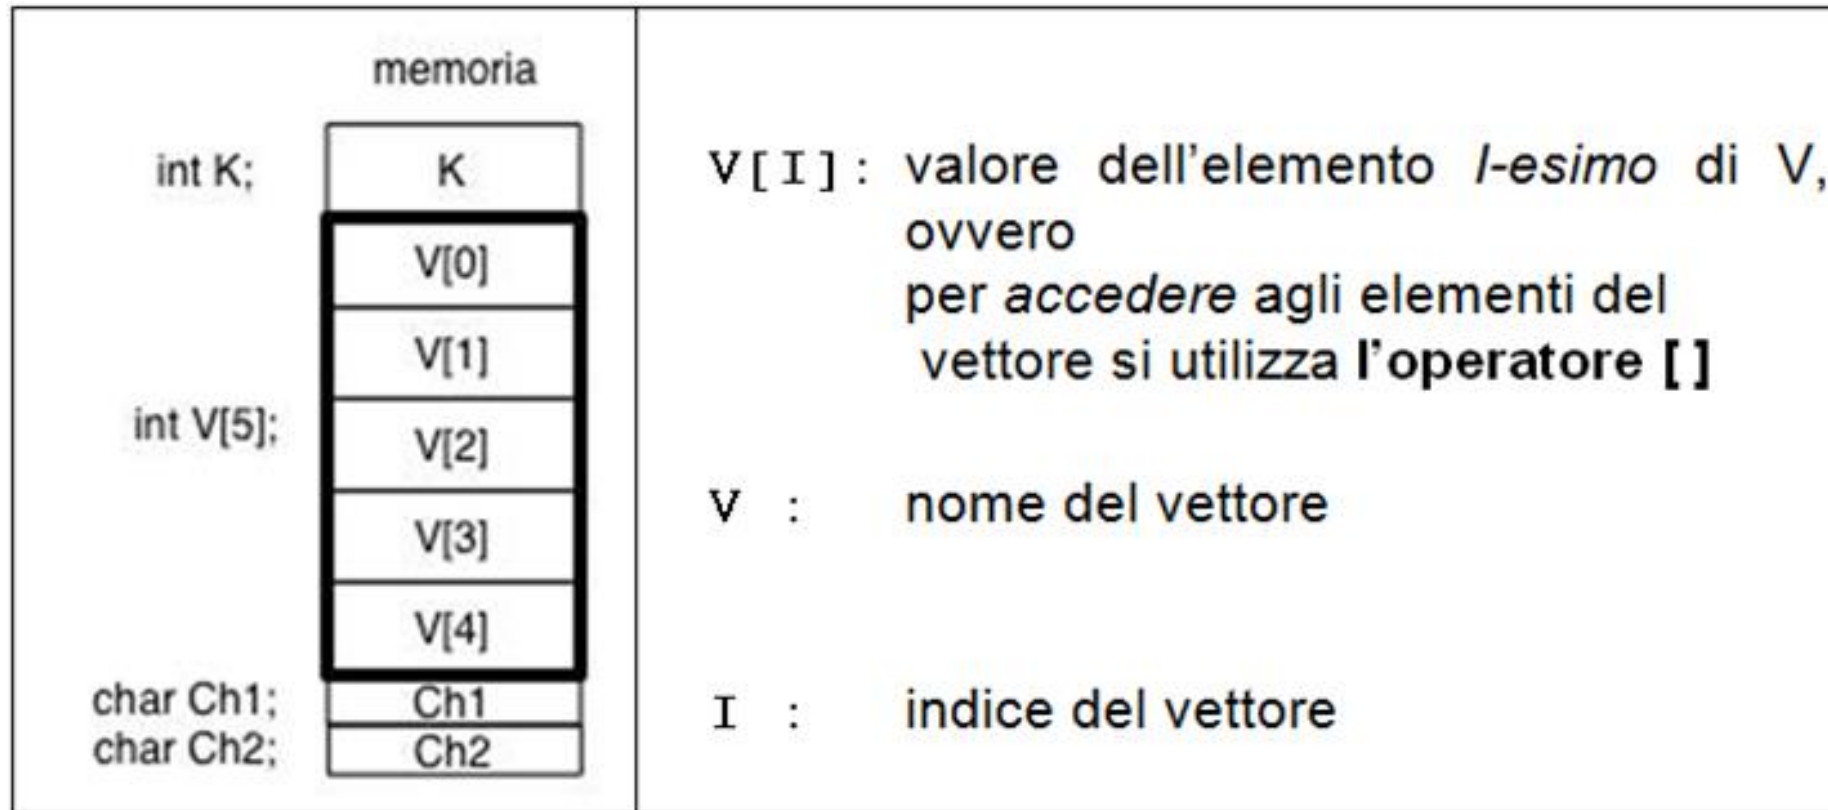 memoria
int K;
K
V[0]
V[1]
int V[5];
V[2]
V[3]
V[4]
char Ch1;
Ch1
char Ch2;
Ch2
V[I]: valore dell'elemento I-esimo di V,
ovvero
per accedere agli elementi del
vettore si utilizza l'operatore [ ]
V : nome del vettore
I : indice del vettore